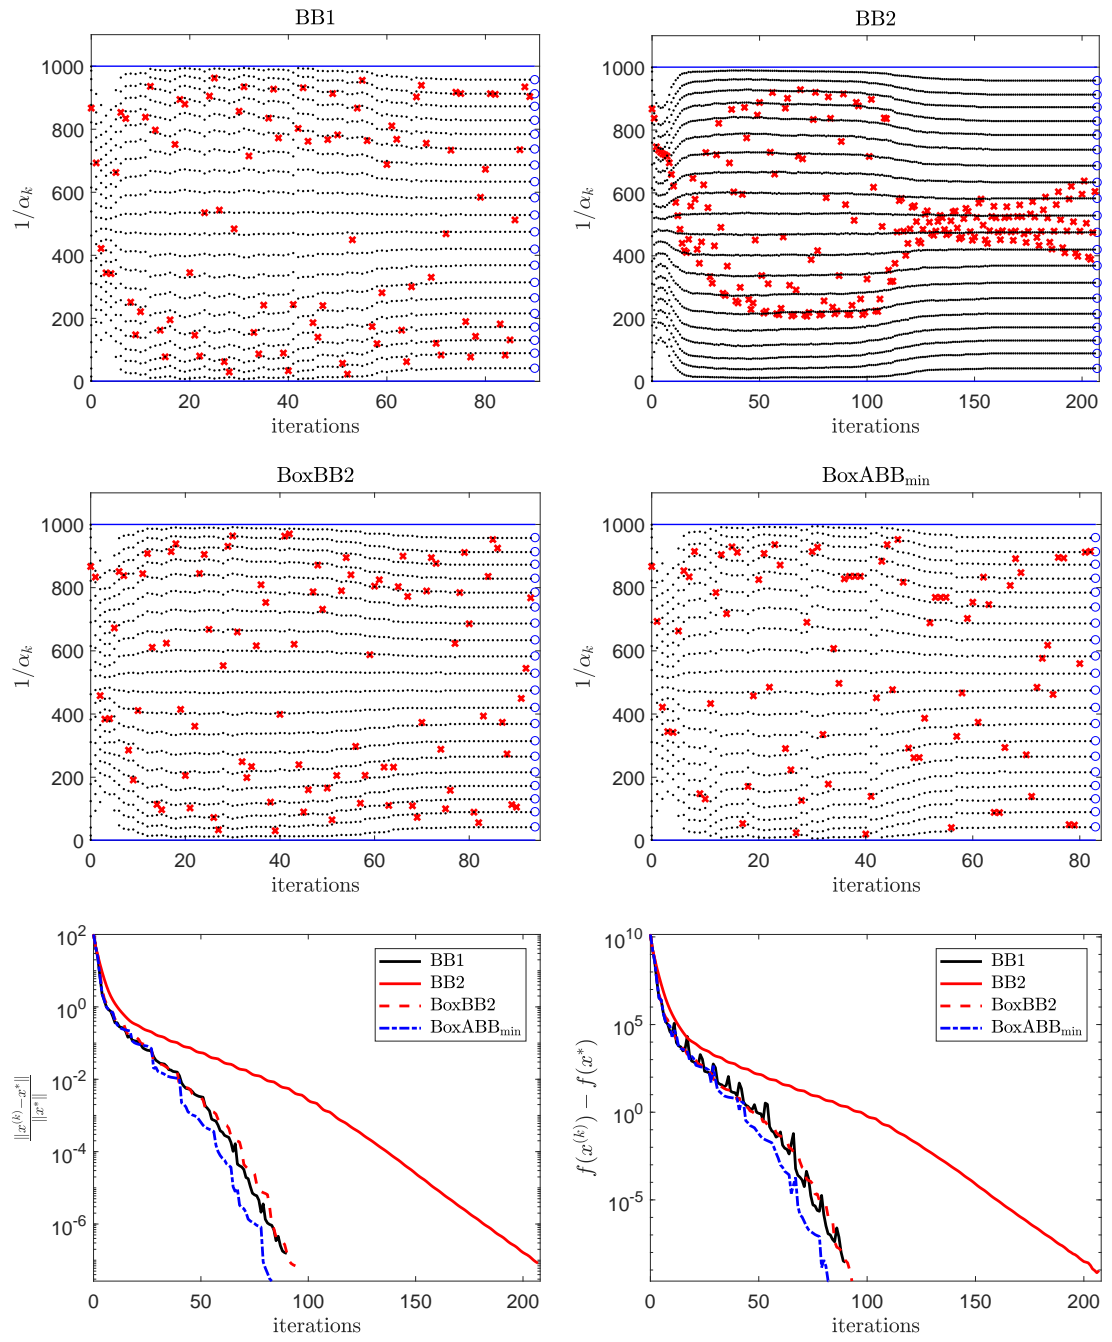 BB1
1000
800
600
400
200
0
1/α_k
0 20 40 60 80
iterations
BB2
1000
800
600
400
200
0
1/α_k
0 50 100 150 200
iterations
BoxBB2
1000
800
600
400
200
0
1/α_k
0 20 40 60 80
iterations
BoxABB_min
1000
800
600
400
200
0
1/α_k
0 20 40 60 80
iterations
10^2
10^0
10^-2
10^-4
10^-6
||x^(k)−x*||
||x*||
BB1
BB2
BoxBB2
BoxABB_min
0 50 100 150 200
iterations
10^10
10^5
10^0
10^-5
f(x^(k)) − f(x*)
BB1
BB2
BoxBB2
BoxABB_min
0 50 100 150 200
iterations